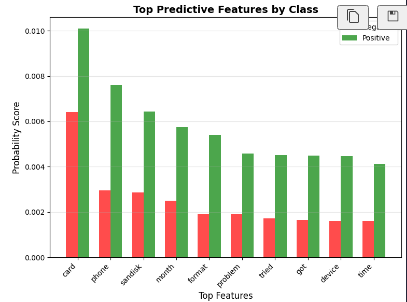 Top Predictive Features by Class
Positive
Probability Score
0.010
0.008
0.006
0.004
0.002
0.000
card
phone
sandisk
month
format
problem
tried
got
device
time
Top Features